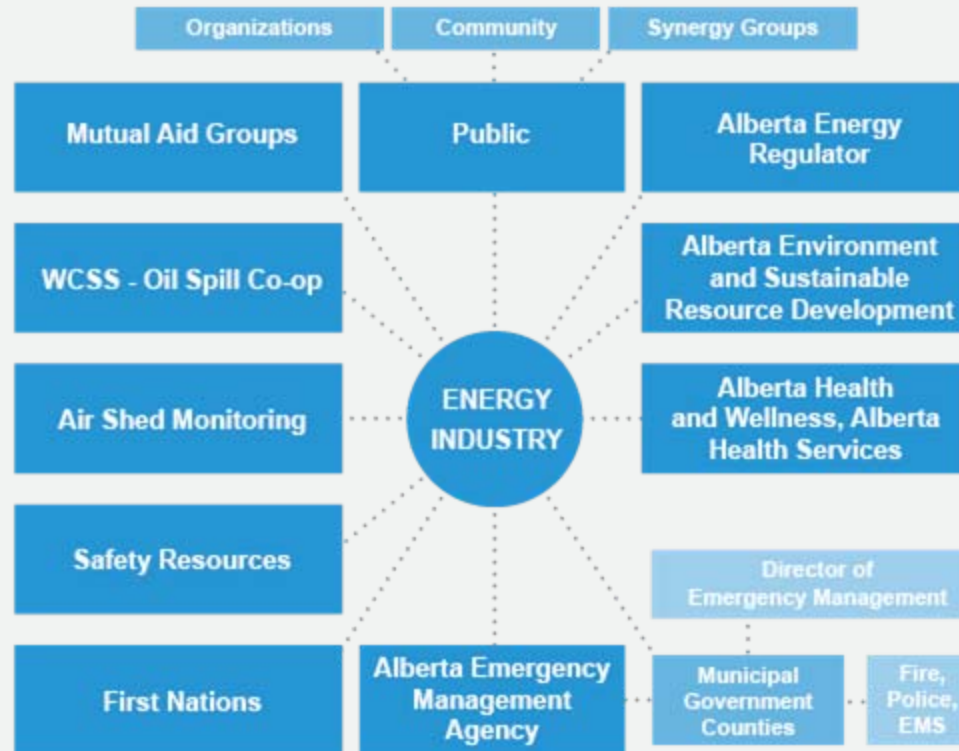 Organizations
Community
Synergy Groups
Mutual Aid Groups
Public
Alberta Energy
Regulator
WCSS - Oil Spill Co-op
Alberta Environment
and Sustainable
Resource Development
ENERGY
INDUSTRY
Air Shed Monitoring
Alberta Health
and Wellness, Alberta
Health Services
Safety Resources
Director of
Emergency Management
First Nations
Alberta Emergency
Management
Agency
Municipal
Government
Counties
Fire,
Police,
EMS